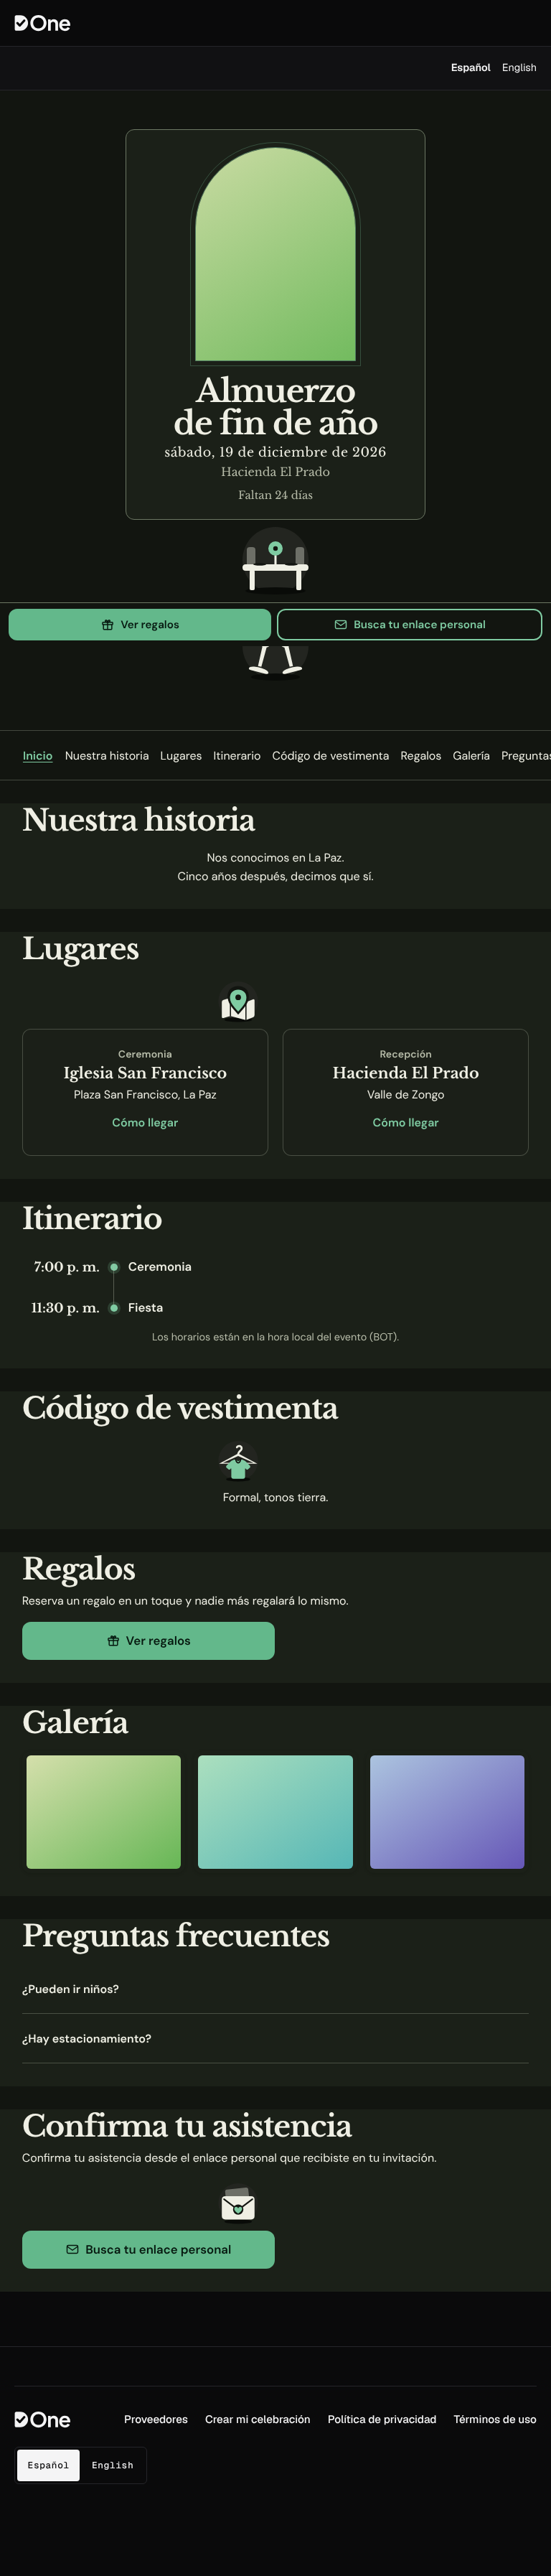 One
Español English
Almuerzo
de fin de año
sábado, 19 de diciembre de 2026
Hacienda El Prado
Faltan 24 días
Ver regalos
Busca tu enlace personal
Inicio Nuestra historia Lugares Itinerario Código de vestimenta Regalos Galería Preguntas
Nuestra historia
Nos conocimos en La Paz.
Cinco años después, decimos que sí.
Lugares
Ceremonia
Iglesia San Francisco
Plaza San Francisco, La Paz
Cómo llegar
Recepción
Hacienda El Prado
Valle de Zongo
Cómo llegar
Itinerario
7:00 p. m. Ceremonia
11:30 p. m. Fiesta
Los horarios están en la hora local del evento (BOT).
Código de vestimenta
Formal, tonos tierra.
Regalos
Reserva un regalo en un toque y nadie más regalará lo mismo.
Ver regalos
Galería
Preguntas frecuentes
¿Pueden ir niños?
¿Hay estacionamiento?
Confirma tu asistencia
Confirma tu asistencia desde el enlace personal que recibiste en tu invitación.
Busca tu enlace personal
One
Proveedores Crear mi celebración Política de privacidad Términos de uso
Español English